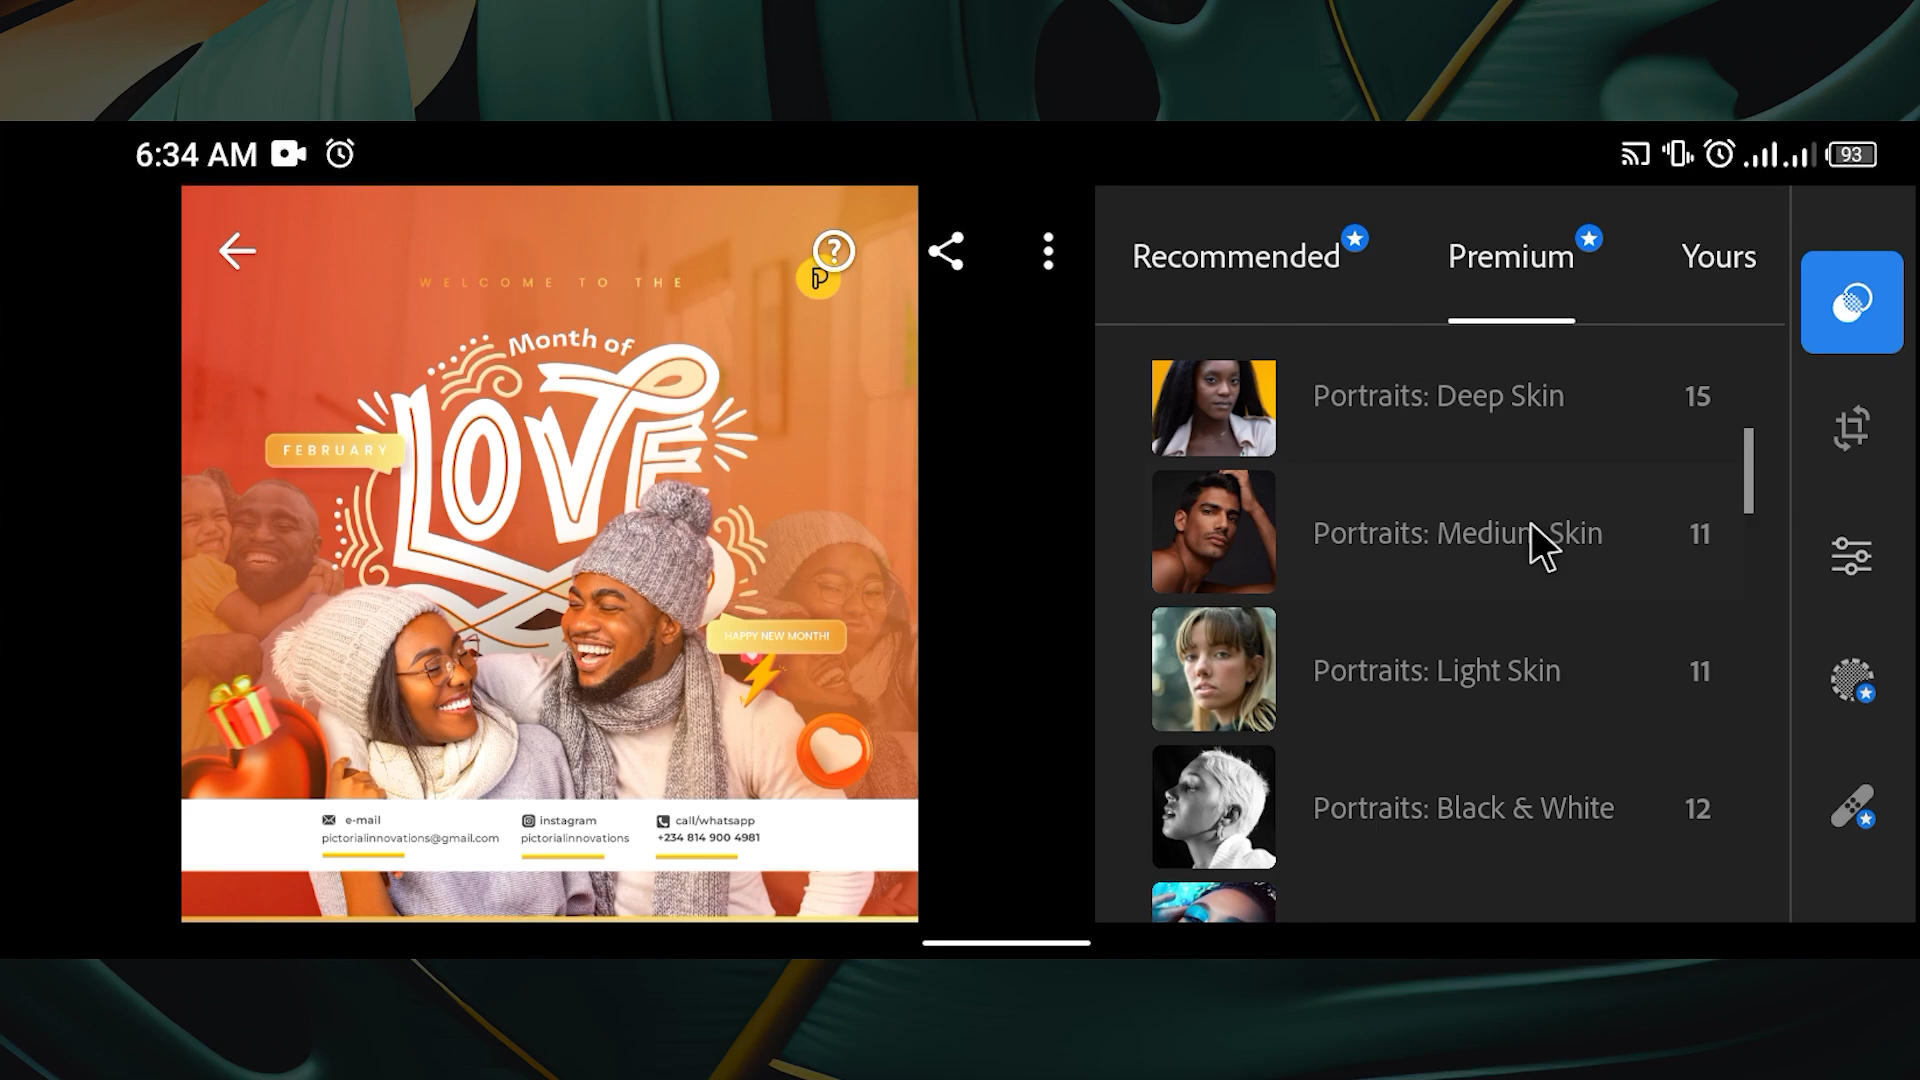 6:34 AM
93
WELCOME TO THE
Month of
LOVE
FEBRUARY
HAPPY NEW MONTH!
e-mail
pictorialinnovations@gmail.com
instagram
pictorialinnovations
call/whatsapp
+234 814 900 4981
Recommended
Premium
Yours
Portraits: Deep Skin 15
Portraits: Medium Skin 11
Portraits: Light Skin 11
Portraits: Black & White 12